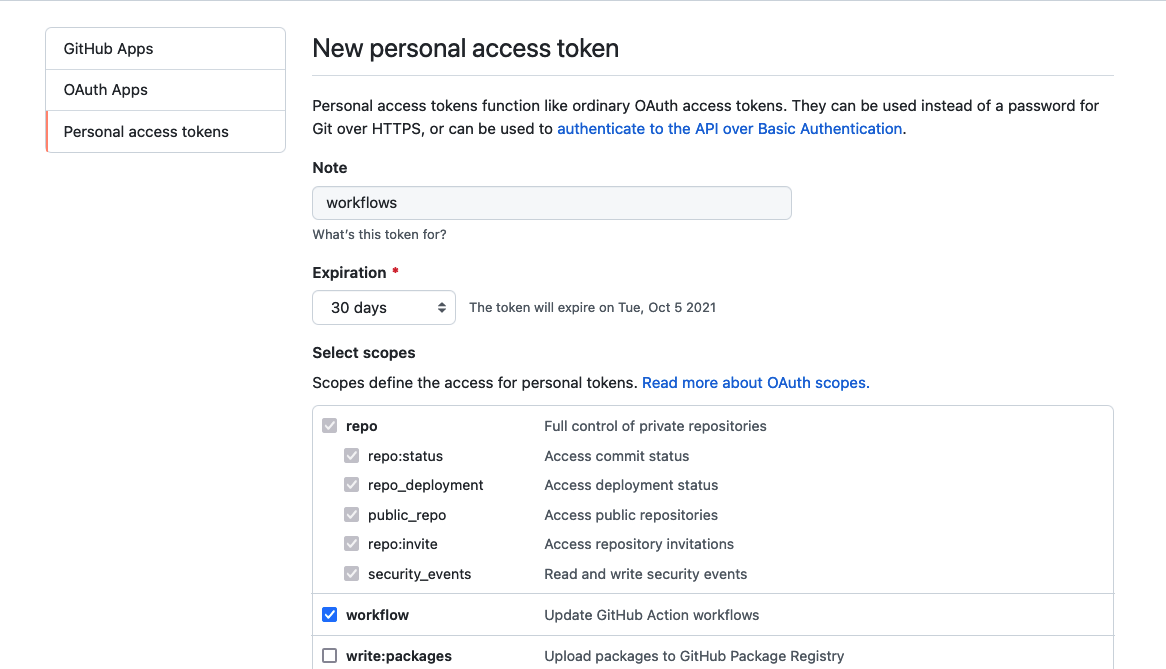 GitHub Apps
OAuth Apps
Personal access tokens
New personal access token
Personal access tokens function like ordinary OAuth access tokens. They can be used instead of a password for
Git over HTTPS, or can be used to authenticate to the API over Basic Authentication.
Note
workflows
What's this token for?
Expiration *
30 days The token will expire on Tue, Oct 5 2021
Select scopes
Scopes define the access for personal tokens. Read more about OAuth scopes.
repo Full control of private repositories
repo:status Access commit status
repo_deployment Access deployment status
public_repo Access public repositories
repo:invite Access repository invitations
security_events Read and write security events
workflow Update GitHub Action workflows
write:packages Upload packages to GitHub Package Registry